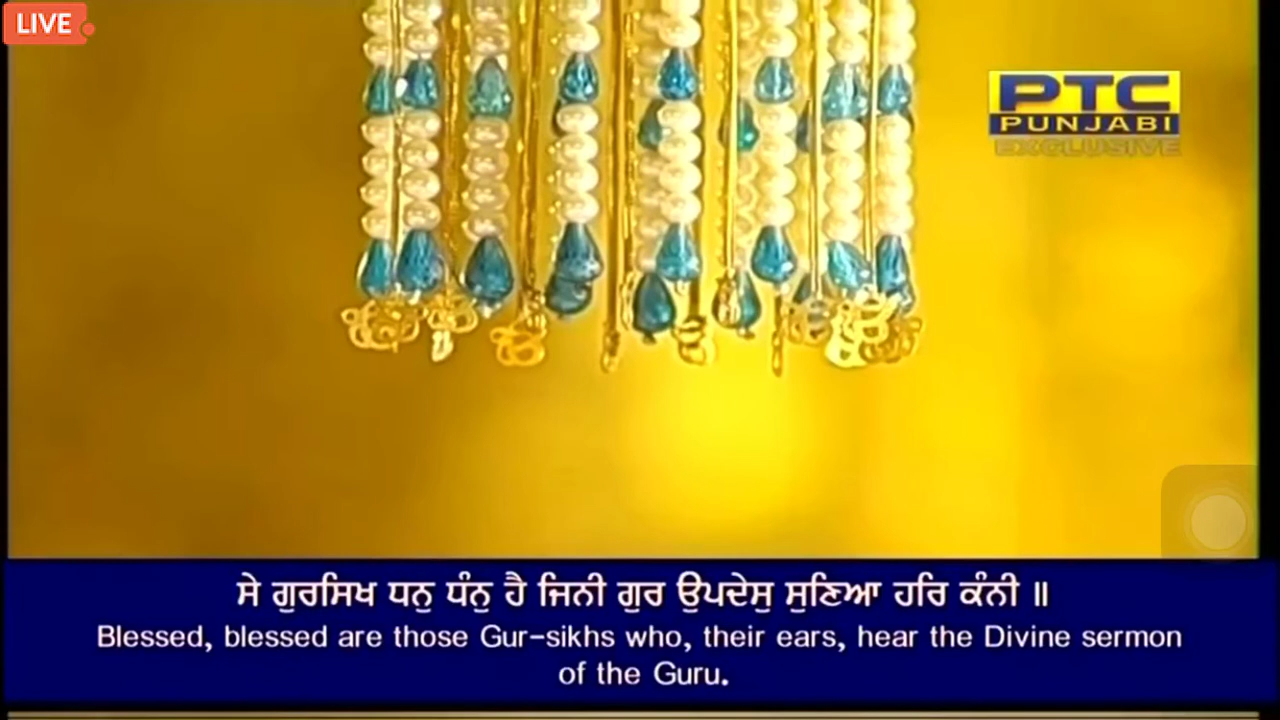 LIVE
PTC
PUNJABI
EXCLUSIVE
ਸੇ ਗੁਰਸਿਖ ਧਨੁ ਧੰਨੁ ਹੈ ਜਿਨੀ ਗੁਰ ਉਪਦੇਸੁ ਸੁਣਿਆ ਹਰਿ ਕੰਨੀ ॥
Blessed, blessed are those Gur-sikhs who, their ears, hear the Divine sermon
of the Guru.